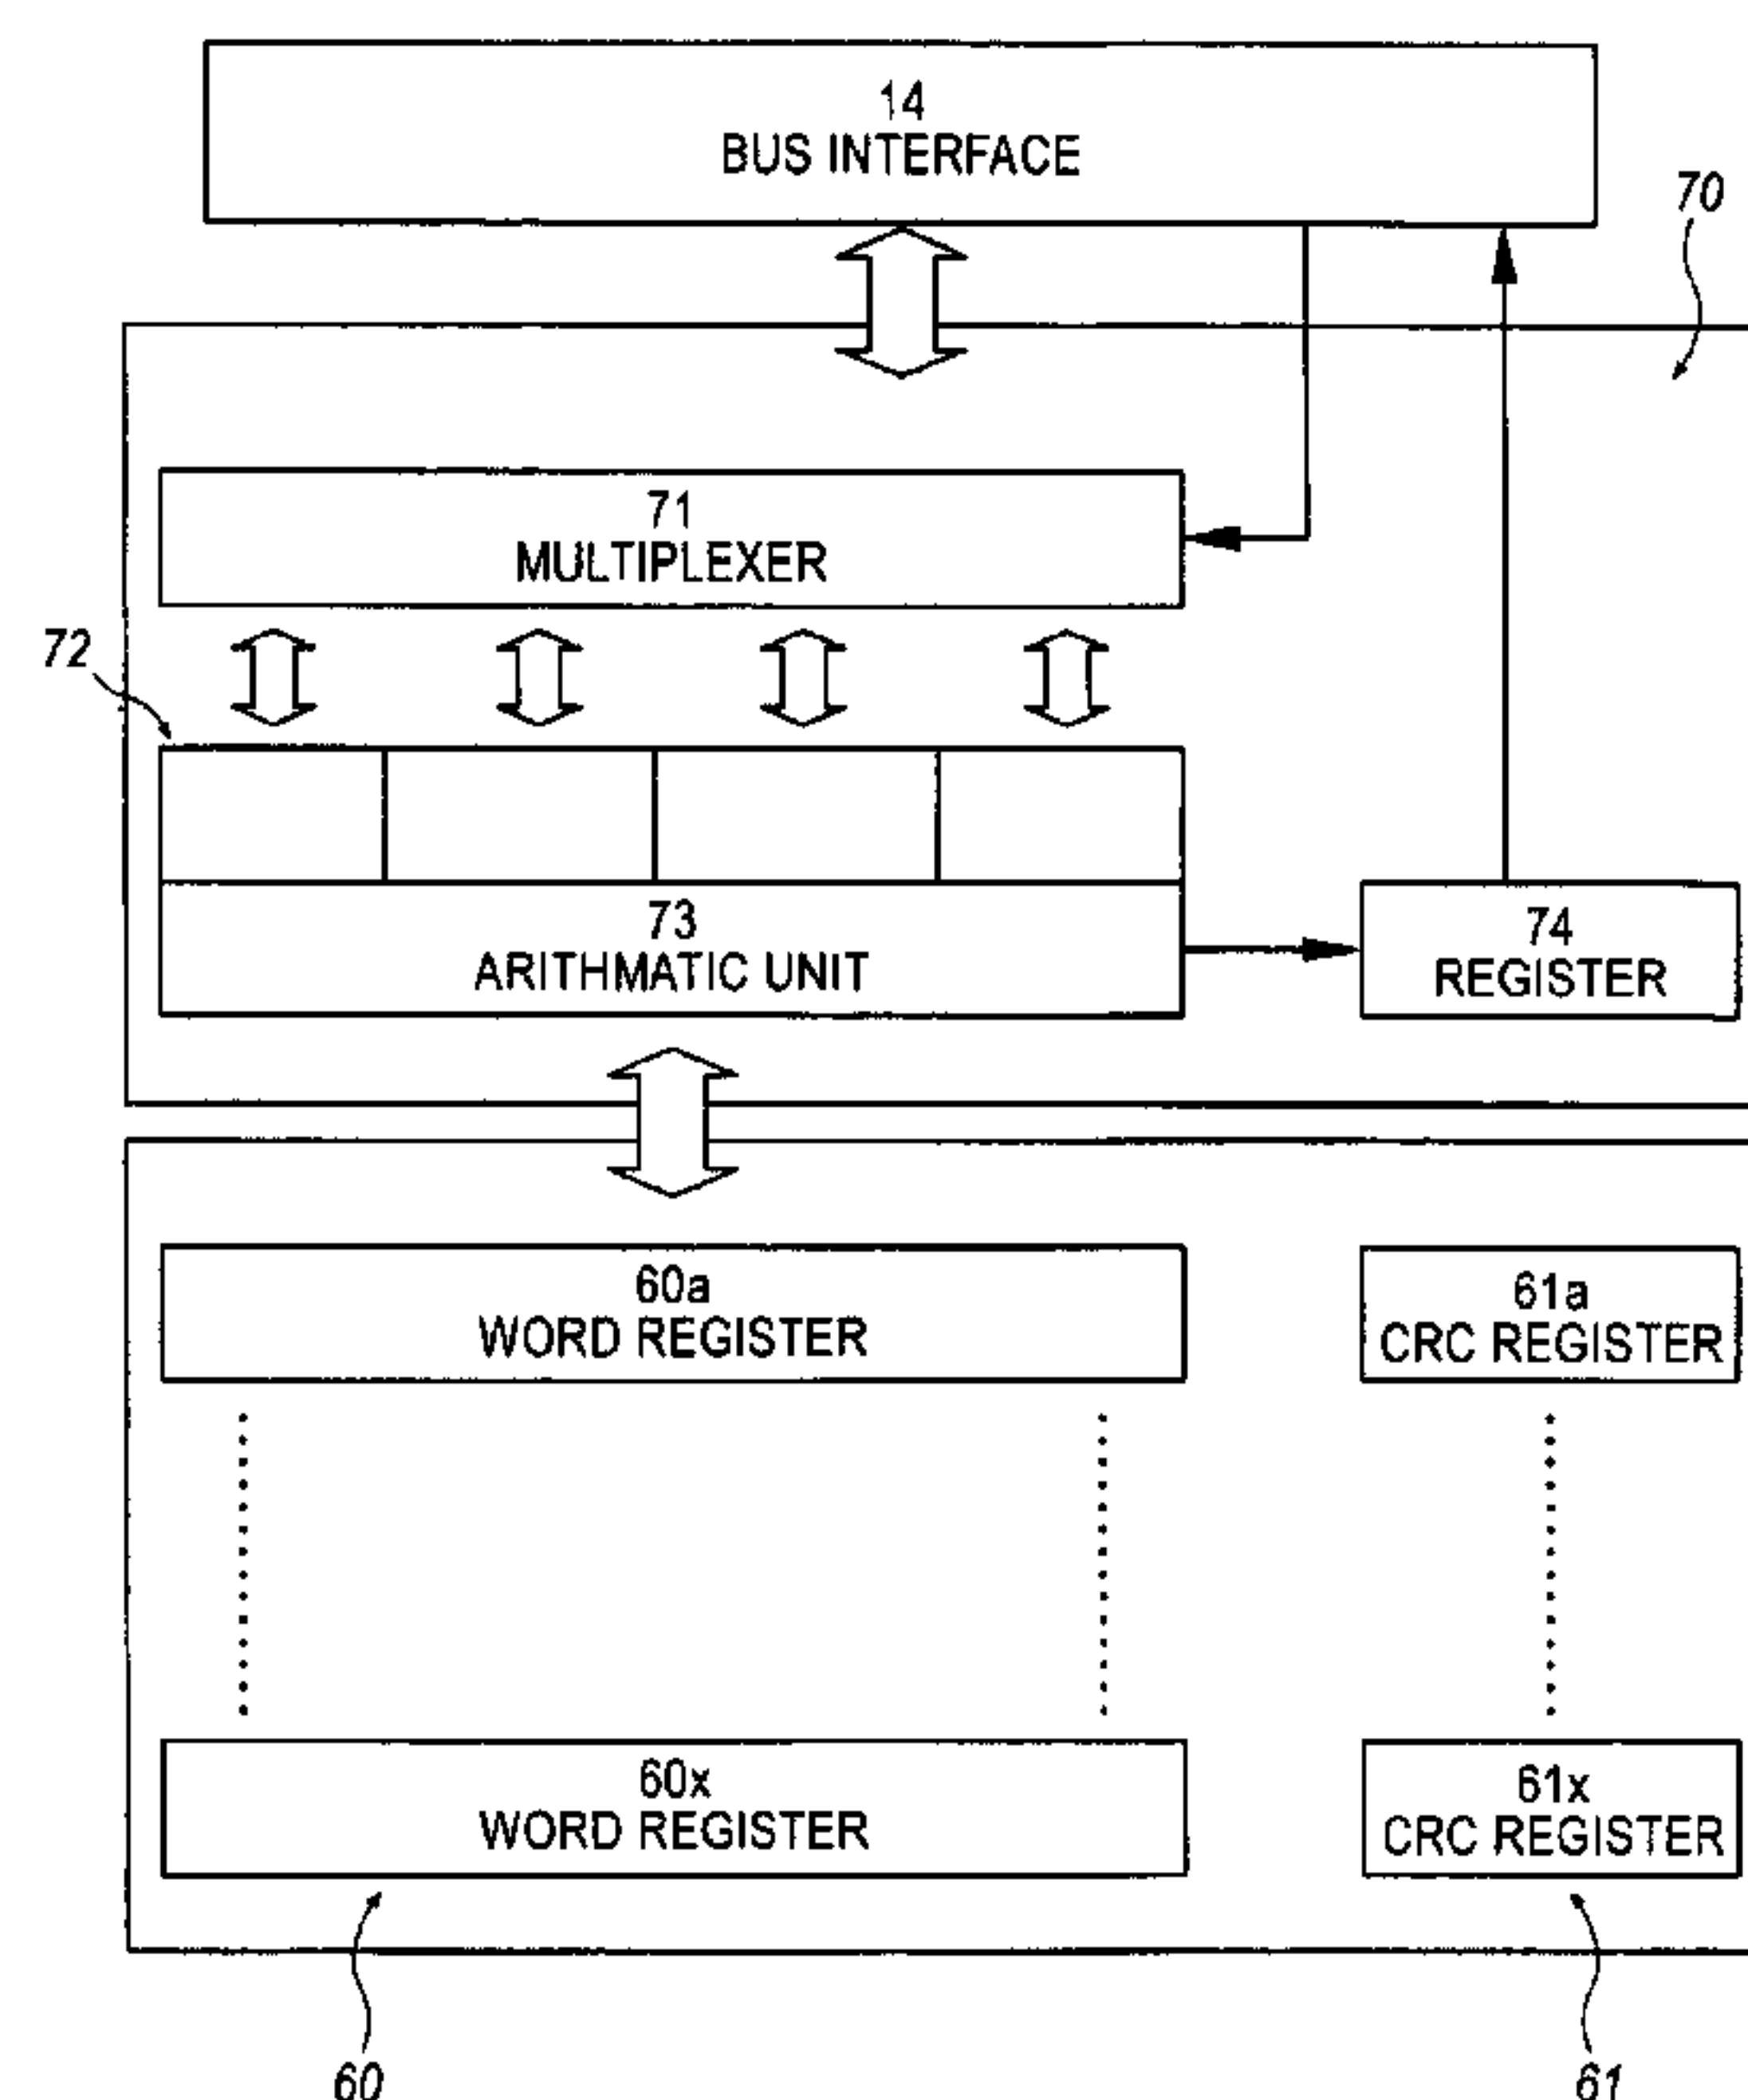 14
BUS INTERFACE
70
71
MULTIPLEXER
72
73
ARITHMATIC UNIT
74
REGISTER
60a
WORD REGISTER
61a
CRC REGISTER
60x
WORD REGISTER
61x
CRC REGISTER
60
61